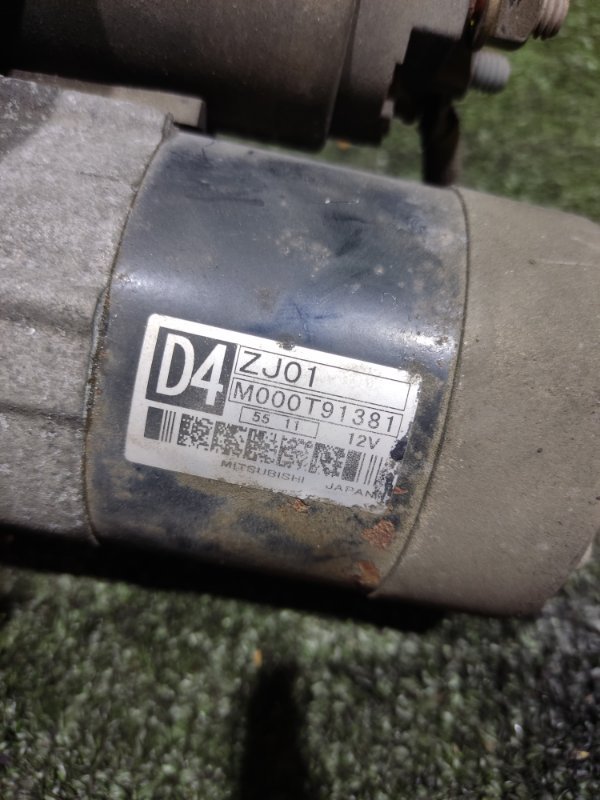 D4
ZJ01
M000T91381
55 11
12V
MITSUBISHI JAPAN